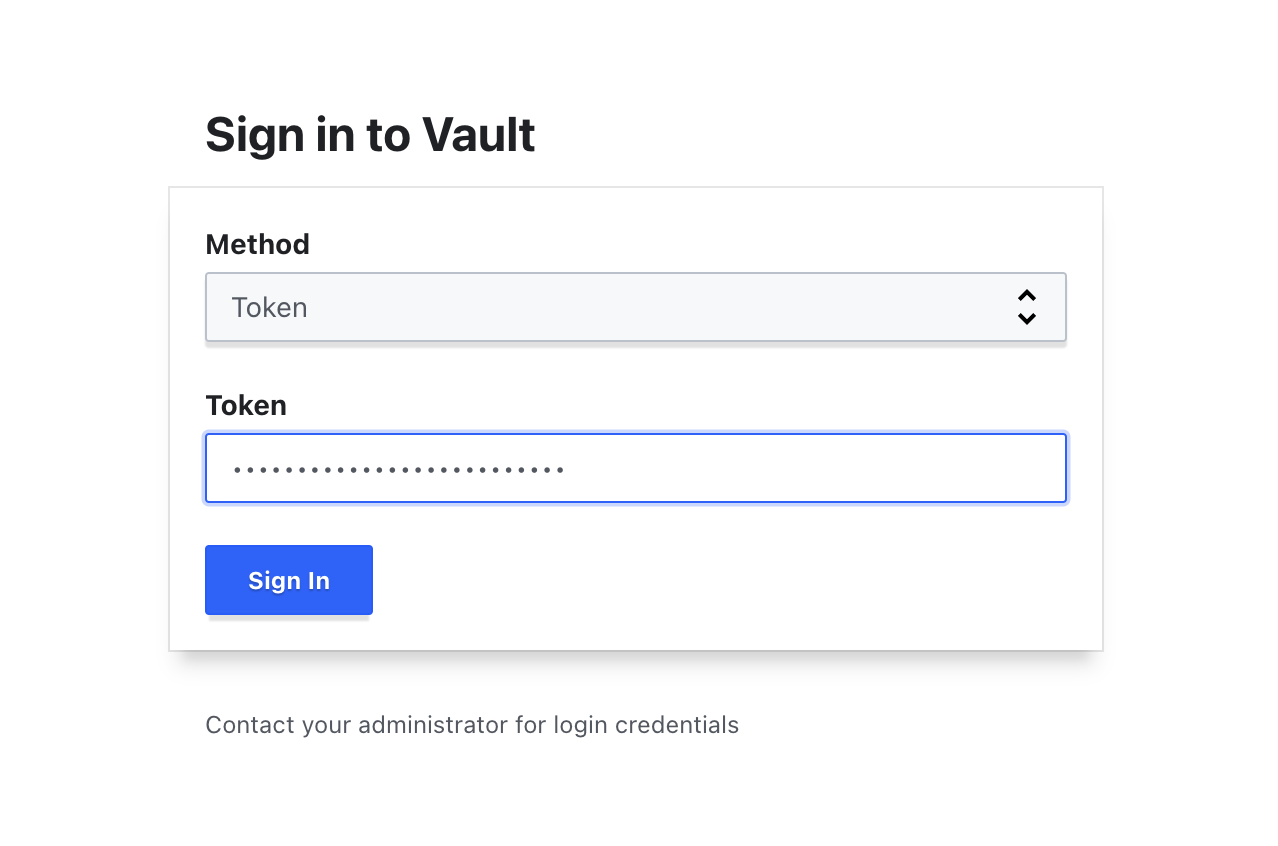 Sign in to Vault
Method
Token
Token
••••••••••••••••••••••••••
Sign In
Contact your administrator for login credentials